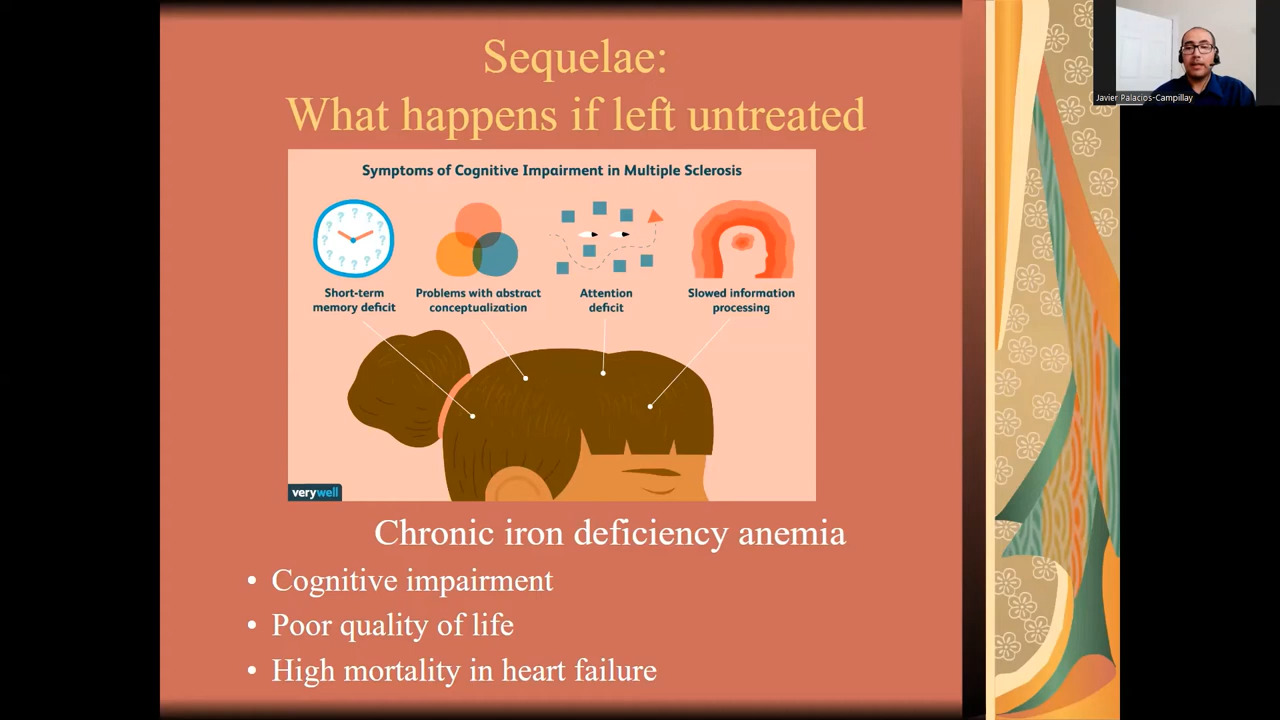 Sequelae:
What happens if left untreated
Symptoms of Cognitive Impairment in Multiple Sclerosis
Short-term
memory deficit
Problems with abstract
conceptualization
Attention
deficit
Slowed information
processing
verywell
Chronic iron deficiency anemia
• Cognitive impairment
• Poor quality of life
• High mortality in heart failure
Javier Palacios-Campillay